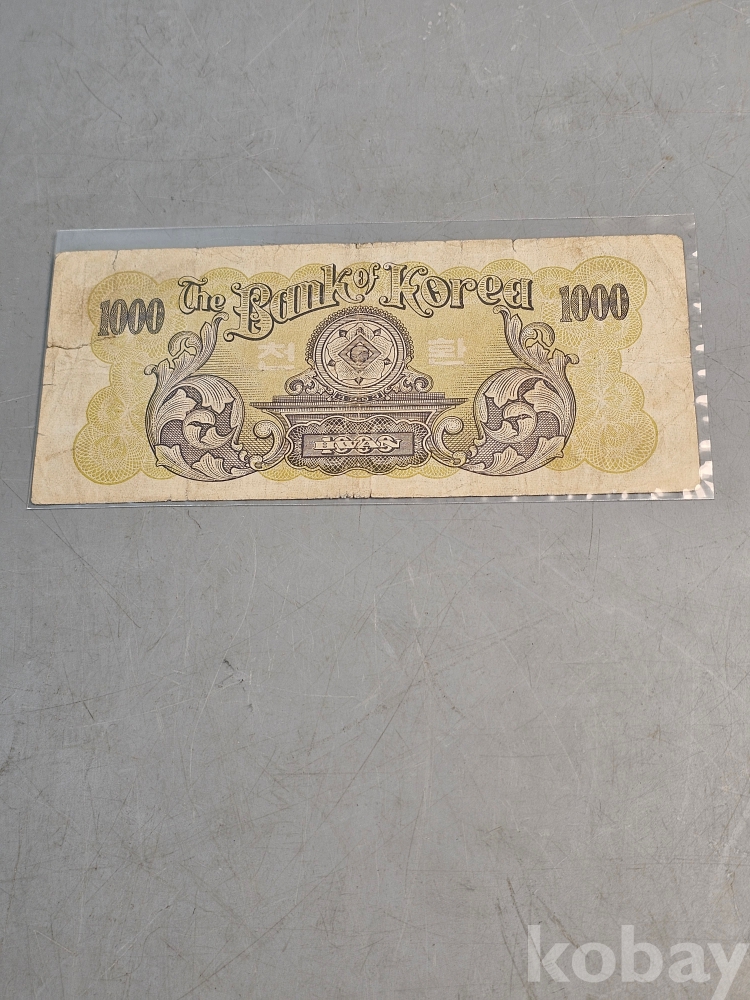 1000 The Bank of Korea 1000
천 환
HWAN
kobay